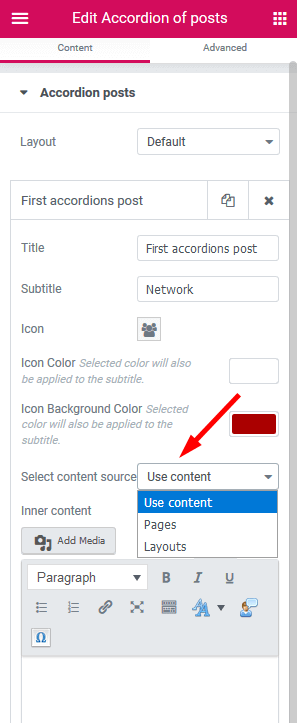 Edit Accordion of posts
Content Advanced
Accordion posts
Layout Default
First accordions post
Title First accordions post
Subtitle Network
Icon
Icon Color Selected color will also
be applied to the subtitle.
Icon Background Color Selected
color will also be applied to the
subtitle.
Select content source Use content
Use content
Inner content
Pages
Layouts
Add Media
Paragraph B I U